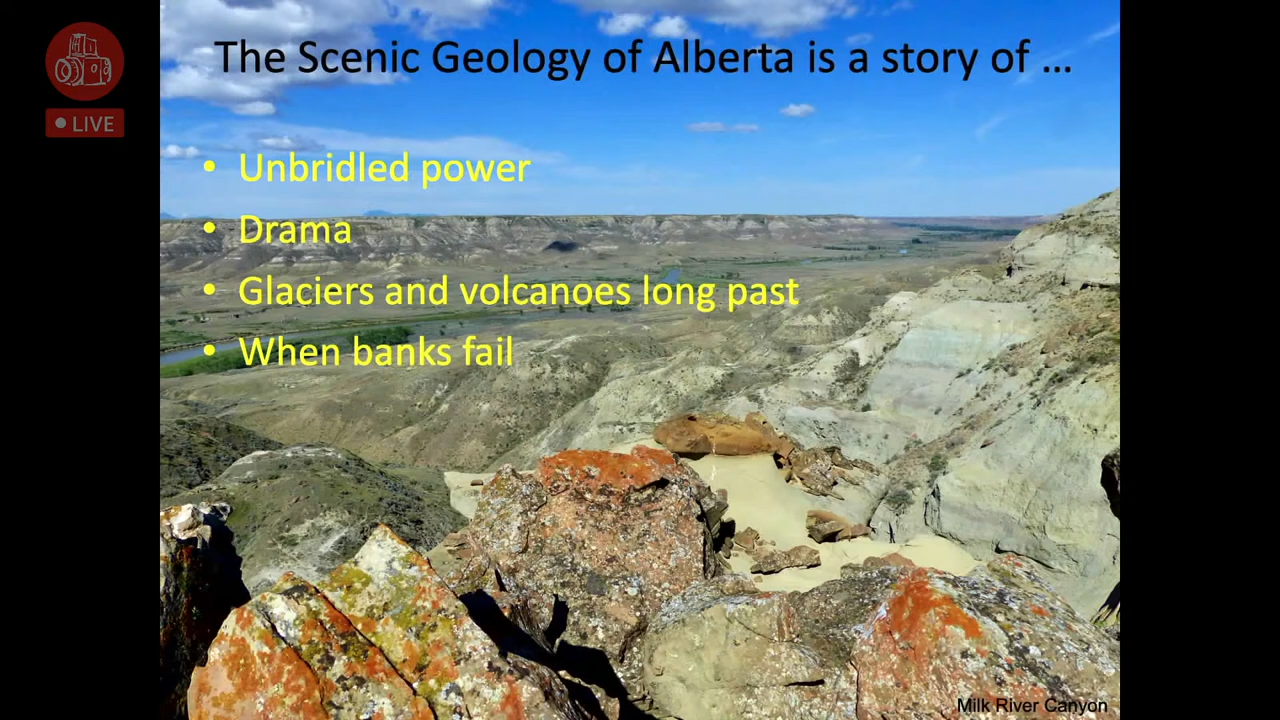 The Scenic Geology of Alberta is a story of ...
LIVE
• Unbridled power
• Drama
• Glaciers and volcanoes long past
• When banks fail
Milk River Canyon